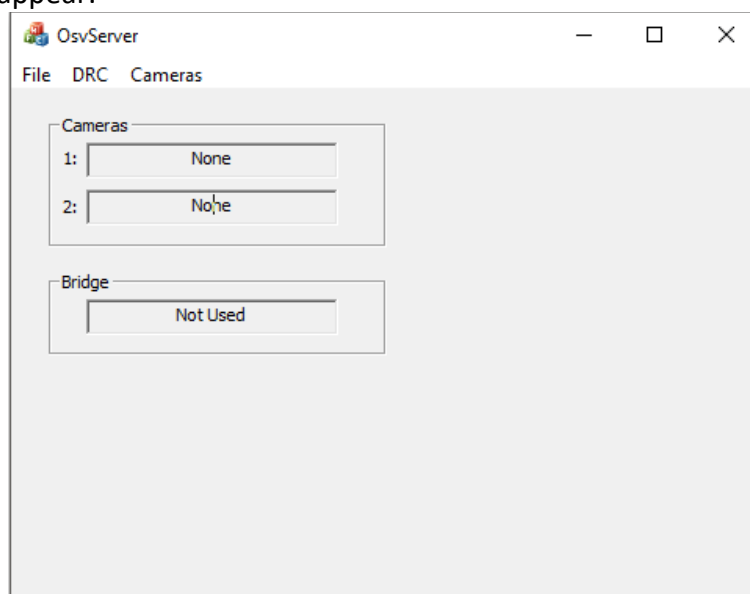 appear.
OsvServer
File DRC Cameras
Cameras
1: None
2: None
Bridge
Not Used